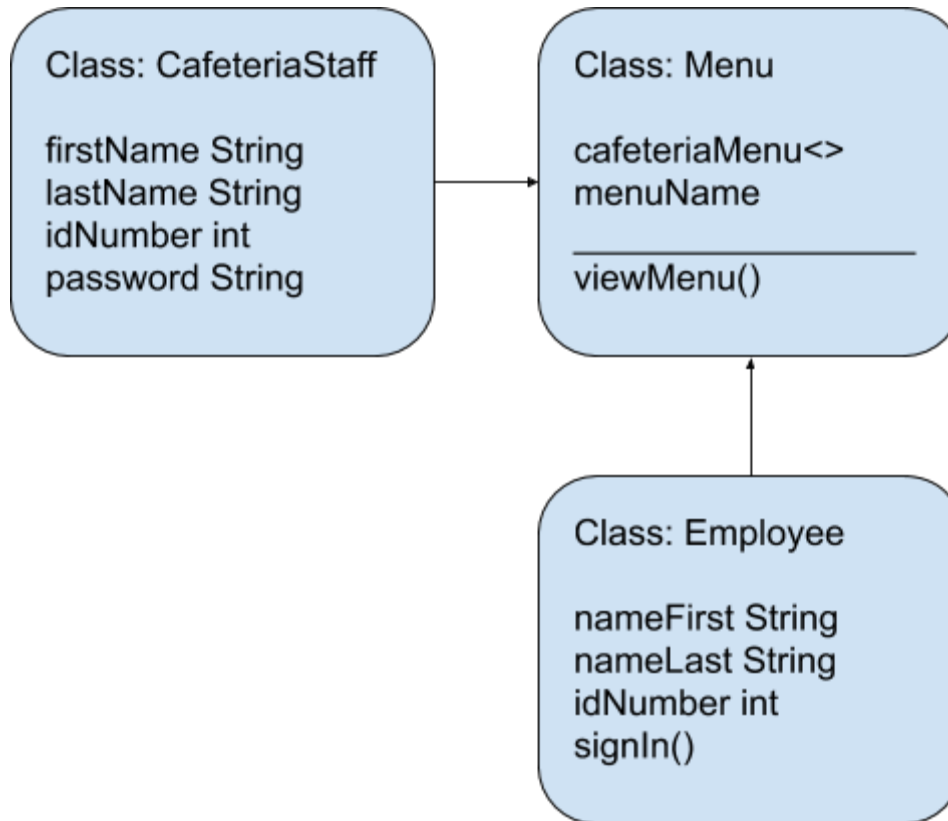 Class: CafeteriaStaff
firstName String
lastName String
idNumber int
password String
Class: Menu
cafeteriaMenu<>
menuName
viewMenu()
Class: Employee
nameFirst String
nameLast String
idNumber int
signIn()